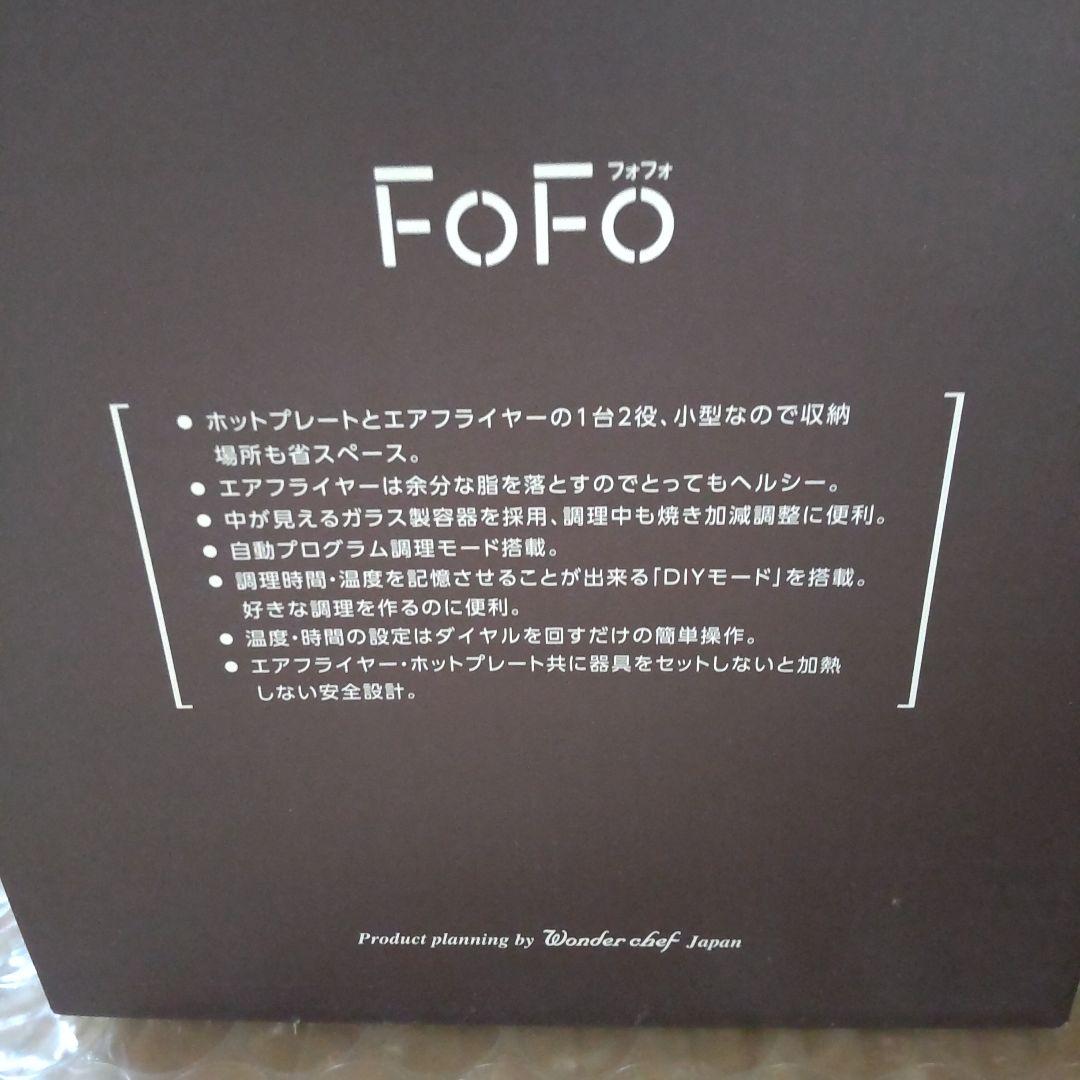 フォフォ
FoFo
● ホットプレートとエアフライヤーの1台2役、小型なので収納
場所も省スペース。
● エアフライヤーは余分な脂を落とすのでとってもヘルシー。
● 中が見えるガラス製容器を採用、調理中も焼き加減調整に便利。
● 自動プログラム調理モード搭載。
● 調理時間・温度を記憶させることが出来る「DIYモード」を搭載。
好きな調理を作るのに便利。
● 温度・時間の設定はダイヤルを回すだけの簡単操作。
● エアフライヤー・ホットプレート共に器具をセットしないと加熱
しない安全設計。
Product planning by Wonder chef Japan